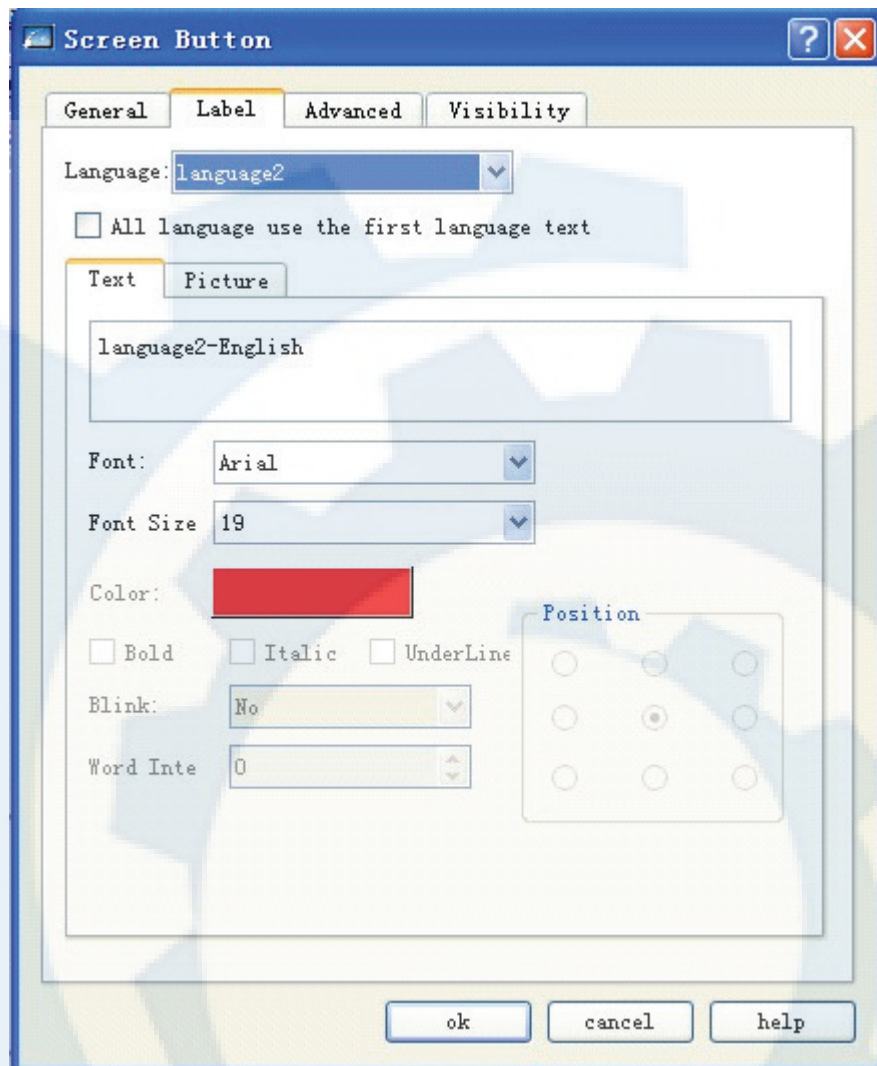 Screen Button
General Label Advanced Visibility
Language: language2
All language use the first language text
Text Picture
language2-English
Font: Arial
Font Size 19
Color:
Position
Bold Italic UnderLine
Blink: No
Word Inte 0
ok cancel help